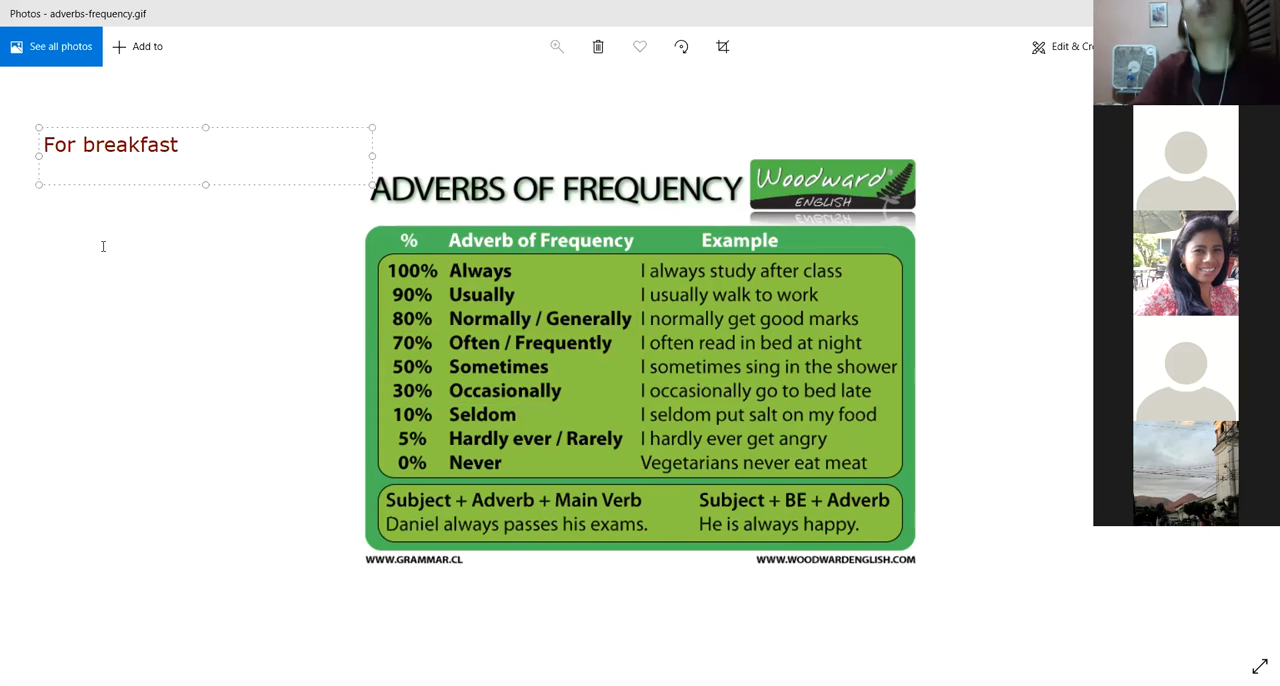 Photos - adverbs-frequency.gif
See all photos
Add to
Edit & Cr
For breakfast
ADVERBS OF FREQUENCY
Woodward®
ENGLISH
% Adverb of Frequency Example
100% Always I always study after class
90% Usually I usually walk to work
80% Normally / Generally I normally get good marks
70% Often / Frequently I often read in bed at night
50% Sometimes I sometimes sing in the shower
30% Occasionally I occasionally go to bed late
10% Seldom I seldom put salt on my food
5% Hardly ever / Rarely I hardly ever get angry
0% Never Vegetarians never eat meat
Subject + Adverb + Main Verb Subject + BE + Adverb
Daniel always passes his exams. He is always happy.
WWW.GRAMMAR.CL WWW.WOODWARDENGLISH.COM